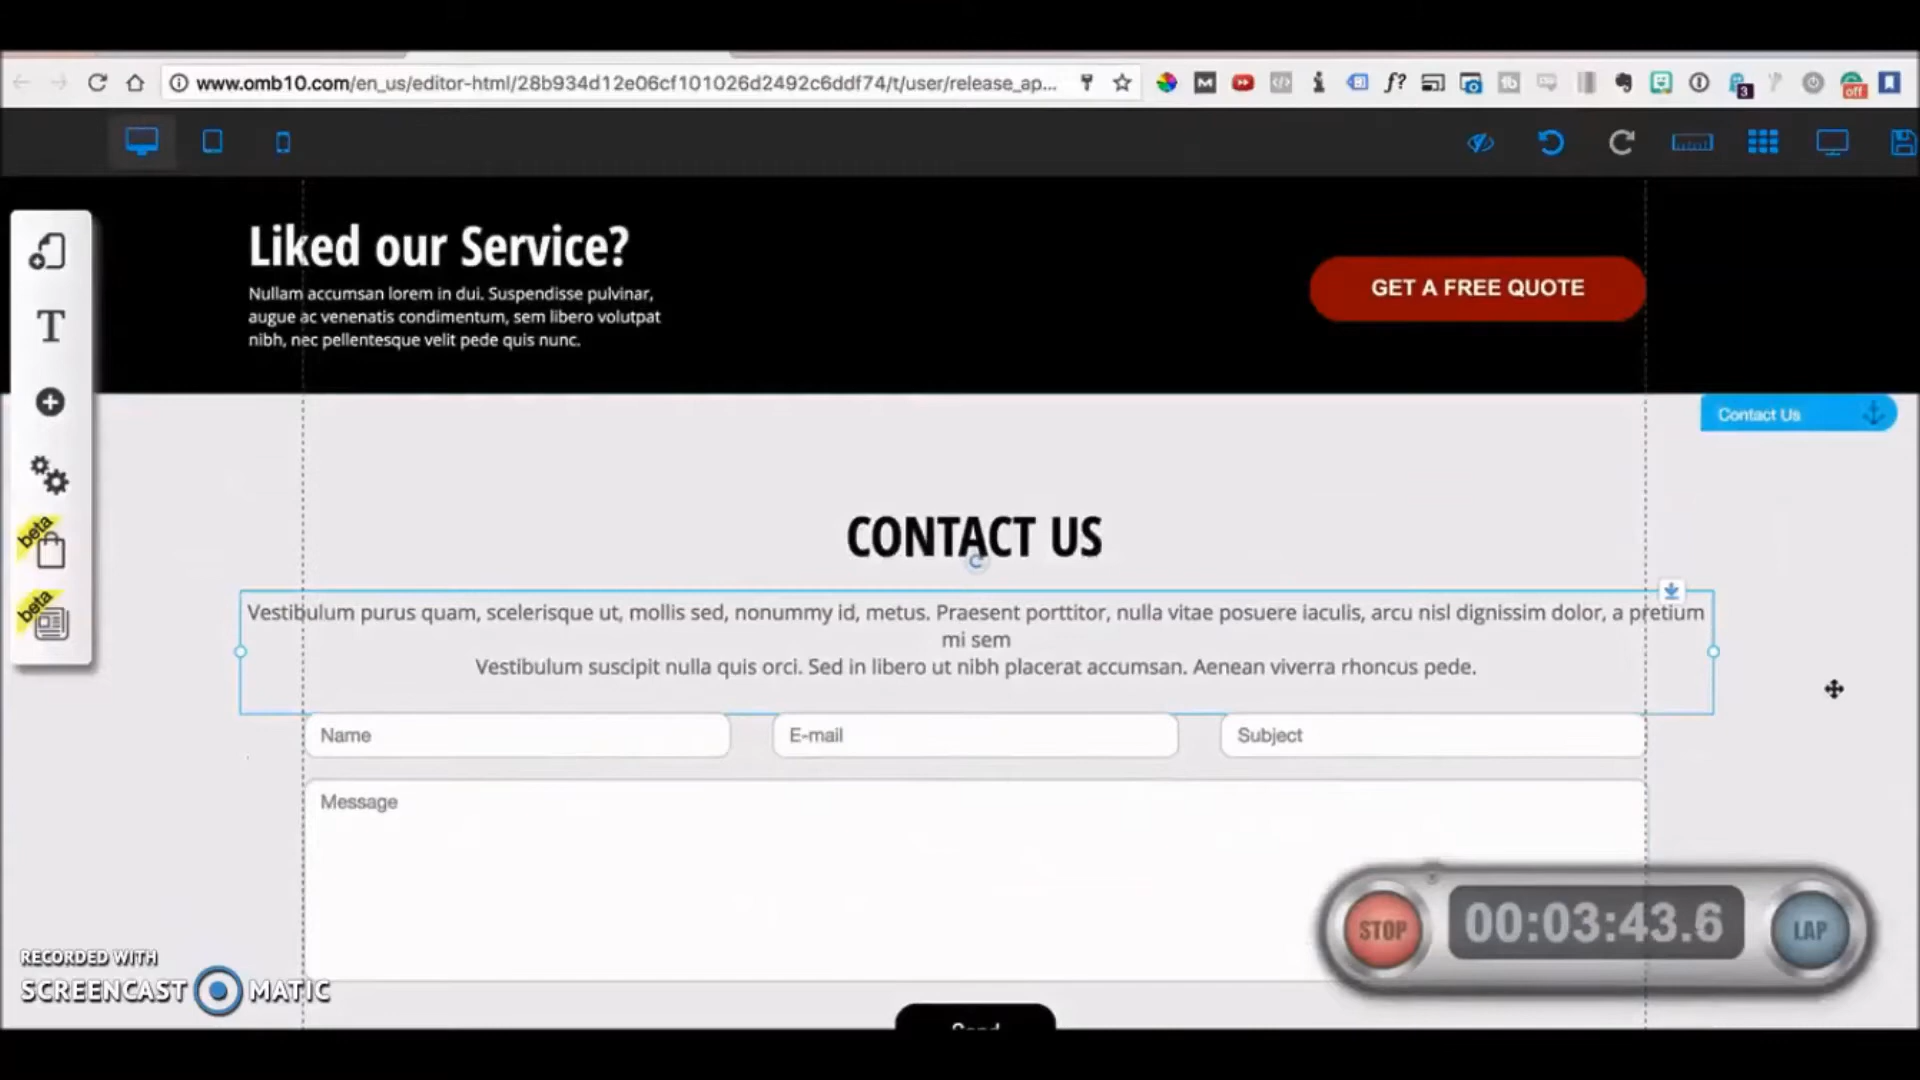 www.omb10.com/en_us/editor-html/28b934d12e06cf101026d2492c6ddf74/t/user/release_ap...
f?
3
off
Liked our Service?
Nullam accumsan lorem in dui. Suspendisse pulvinar,
augue ac venenatis condimentum, sem libero volutpat
nibh, nec pellentesque velit pede quis nunc.
GET A FREE QUOTE
T
beta
beta
Contact Us
CONTACT US
Vestibulum purus quam, scelerisque ut, mollis sed, nonummy id, metus. Praesent porttitor, nulla vitae posuere iaculis, arcu nisl dignissim dolor, a pretium
mi sem
Vestibulum suscipit nulla quis orci. Sed in libero ut nibh placerat accumsan. Aenean viverra rhoncus pede.
Name
E-mail
Subject
Message
STOP
00:03:43.6
LAP
RECORDED WITH
SCREENCAST MATIC